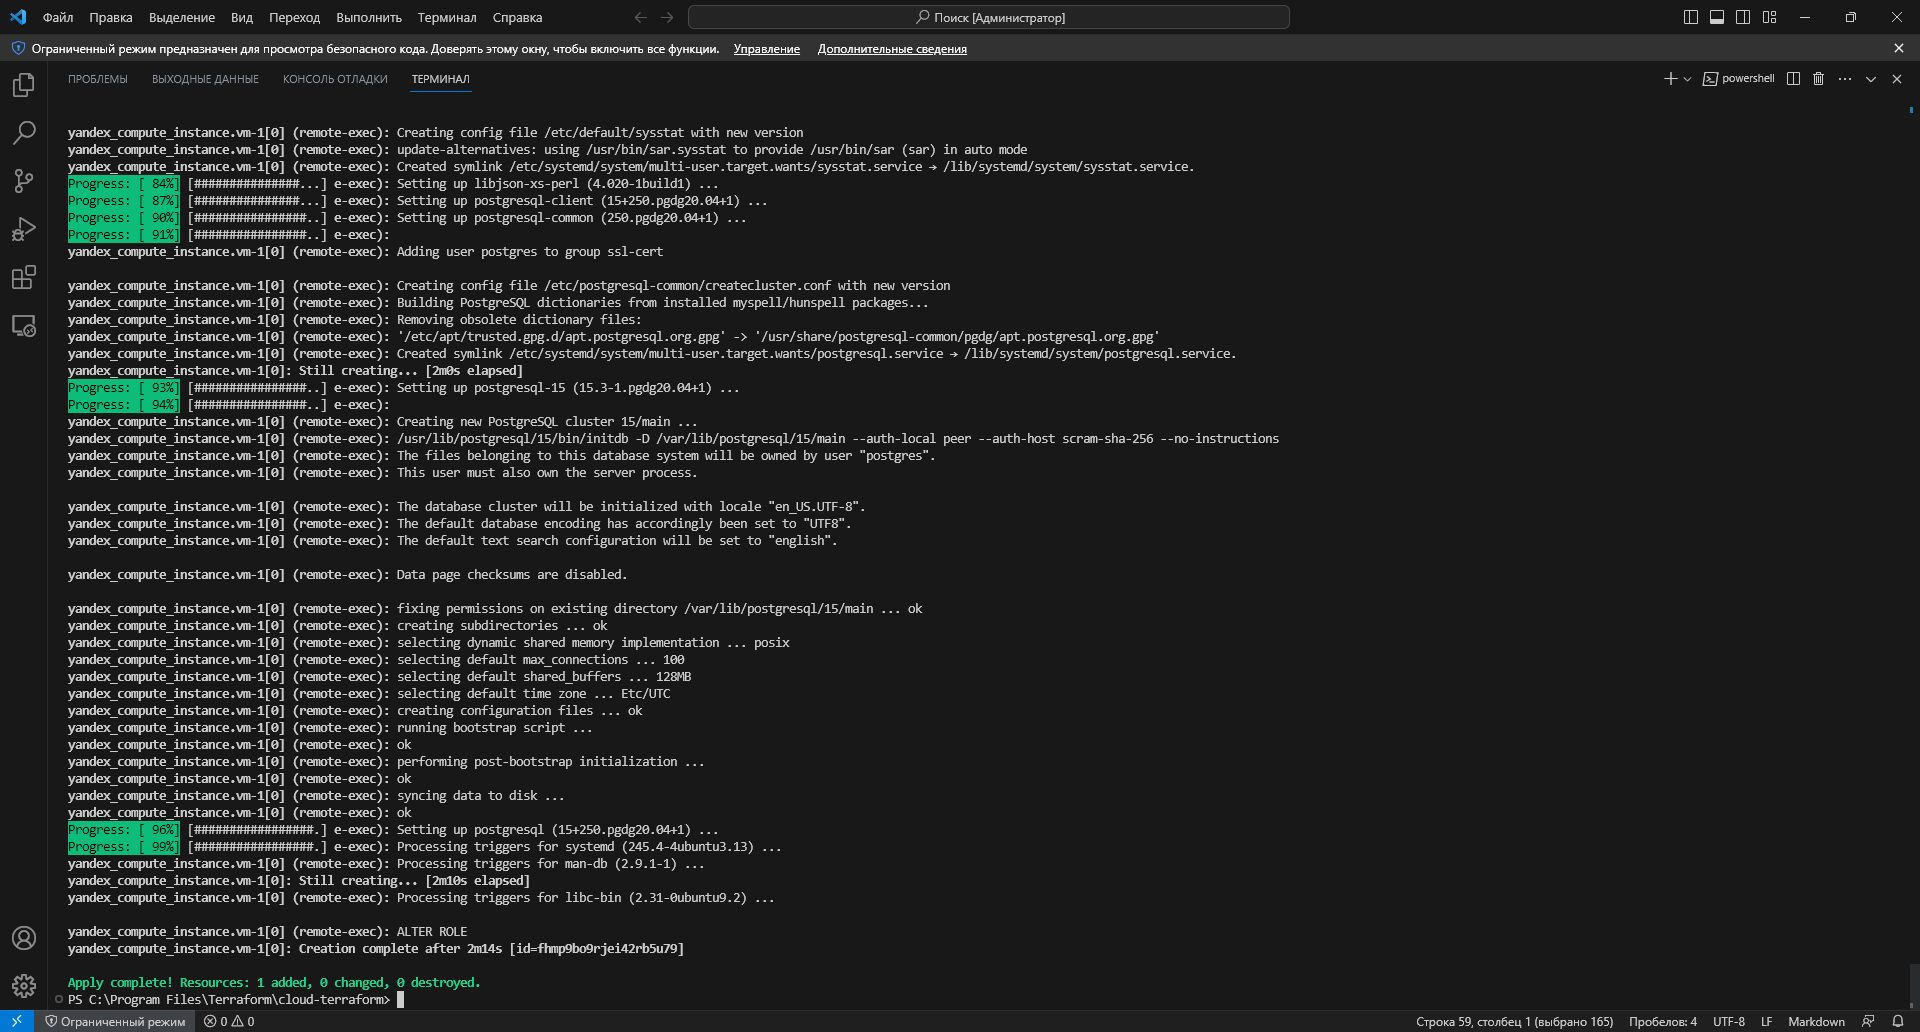 Файл Правка Выделение Вид Переход Выполнить Терминал Справка
Поиск [Администратор]
Ограниченный режим предназначен для просмотра безопасного кода. Доверять этому окну, чтобы включить все функции. Управление Дополнительные сведения
ПРОБЛЕМЫ ВЫХОДНЫЕ ДАННЫЕ КОНСОЛЬ ОТЛАДКИ ТЕРМИНАЛ
powershell
yandex_compute_instance.vm-1[0] (remote-exec): Creating config file /etc/default/sysstat with new version
yandex_compute_instance.vm-1[0] (remote-exec): update-alternatives: using /usr/bin/sar.sysstat to provide /usr/bin/sar (sar) in auto mode
yandex_compute_instance.vm-1[0] (remote-exec): Created symlink /etc/systemd/system/multi-user.target.wants/sysstat.service → /lib/systemd/system/sysstat.service.
Progress: [ 84%] [###############...] e-exec): Setting up libjson-xs-perl (4.020-1build1) ...
Progress: [ 87%] [###############...] e-exec): Setting up postgresql-client (15+250.pgdg20.04+1) ...
Progress: [ 90%] [################..] e-exec): Setting up postgresql-common (250.pgdg20.04+1) ...
Progress: [ 91%] [################..] e-exec):
yandex_compute_instance.vm-1[0] (remote-exec): Adding user postgres to group ssl-cert
yandex_compute_instance.vm-1[0] (remote-exec): Creating config file /etc/postgresql-common/createcluster.conf with new version
yandex_compute_instance.vm-1[0] (remote-exec): Building PostgreSQL dictionaries from installed myspell/hunspell packages...
yandex_compute_instance.vm-1[0] (remote-exec): Removing obsolete dictionary files:
yandex_compute_instance.vm-1[0] (remote-exec): '/etc/apt/trusted.gpg.d/apt.postgresql.org.gpg' -> '/usr/share/postgresql-common/pgdg/apt.postgresql.org.gpg'
yandex_compute_instance.vm-1[0] (remote-exec): Created symlink /etc/systemd/system/multi-user.target.wants/postgresql.service → /lib/systemd/system/postgresql.service.
yandex_compute_instance.vm-1[0]: Still creating... [2m0s elapsed]
Progress: [ 93%] [################..] e-exec): Setting up postgresql-15 (15.3-1.pgdg20.04+1) ...
Progress: [ 94%] [################..] e-exec):
yandex_compute_instance.vm-1[0] (remote-exec): Creating new PostgreSQL cluster 15/main ...
yandex_compute_instance.vm-1[0] (remote-exec): /usr/lib/postgresql/15/bin/initdb -D /var/lib/postgresql/15/main --auth-local peer --auth-host scram-sha-256 --no-instructions
yandex_compute_instance.vm-1[0] (remote-exec): The files belonging to this database system will be owned by user "postgres".
yandex_compute_instance.vm-1[0] (remote-exec): This user must also own the server process.
yandex_compute_instance.vm-1[0] (remote-exec): The database cluster will be initialized with locale "en_US.UTF-8".
yandex_compute_instance.vm-1[0] (remote-exec): The default database encoding has accordingly been set to "UTF8".
yandex_compute_instance.vm-1[0] (remote-exec): The default text search configuration will be set to "english".
yandex_compute_instance.vm-1[0] (remote-exec): Data page checksums are disabled.
yandex_compute_instance.vm-1[0] (remote-exec): fixing permissions on existing directory /var/lib/postgresql/15/main ... ok
yandex_compute_instance.vm-1[0] (remote-exec): creating subdirectories ... ok
yandex_compute_instance.vm-1[0] (remote-exec): selecting dynamic shared memory implementation ... posix
yandex_compute_instance.vm-1[0] (remote-exec): selecting default max_connections ... 100
yandex_compute_instance.vm-1[0] (remote-exec): selecting default shared_buffers ... 128MB
yandex_compute_instance.vm-1[0] (remote-exec): selecting default time zone ... Etc/UTC
yandex_compute_instance.vm-1[0] (remote-exec): creating configuration files ... ok
yandex_compute_instance.vm-1[0] (remote-exec): running bootstrap script ...
yandex_compute_instance.vm-1[0] (remote-exec): ok
yandex_compute_instance.vm-1[0] (remote-exec): performing post-bootstrap initialization ...
yandex_compute_instance.vm-1[0] (remote-exec): ok
yandex_compute_instance.vm-1[0] (remote-exec): syncing data to disk ...
yandex_compute_instance.vm-1[0] (remote-exec): ok
Progress: [ 96%] [#################.] e-exec): Setting up postgresql (15+250.pgdg20.04+1) ...
Progress: [ 99%] [#################.] e-exec): Processing triggers for systemd (245.4-4ubuntu3.13) ...
yandex_compute_instance.vm-1[0] (remote-exec): Processing triggers for man-db (2.9.1-1) ...
yandex_compute_instance.vm-1[0]: Still creating... [2m10s elapsed]
yandex_compute_instance.vm-1[0] (remote-exec): Processing triggers for libc-bin (2.31-0ubuntu9.2) ...
yandex_compute_instance.vm-1[0] (remote-exec): ALTER ROLE
yandex_compute_instance.vm-1[0]: Creation complete after 2m14s [id=fhmp9bo9rjei42rb5u79]
Apply complete! Resources: 1 added, 0 changed, 0 destroyed.
PS C:\Program Files\Terraform\cloud-terraform>
Ограниченный режим 0 0 Строка 59, столбец 1 (выбрано 165) Пробелов: 4 UTF-8 LF Markdown